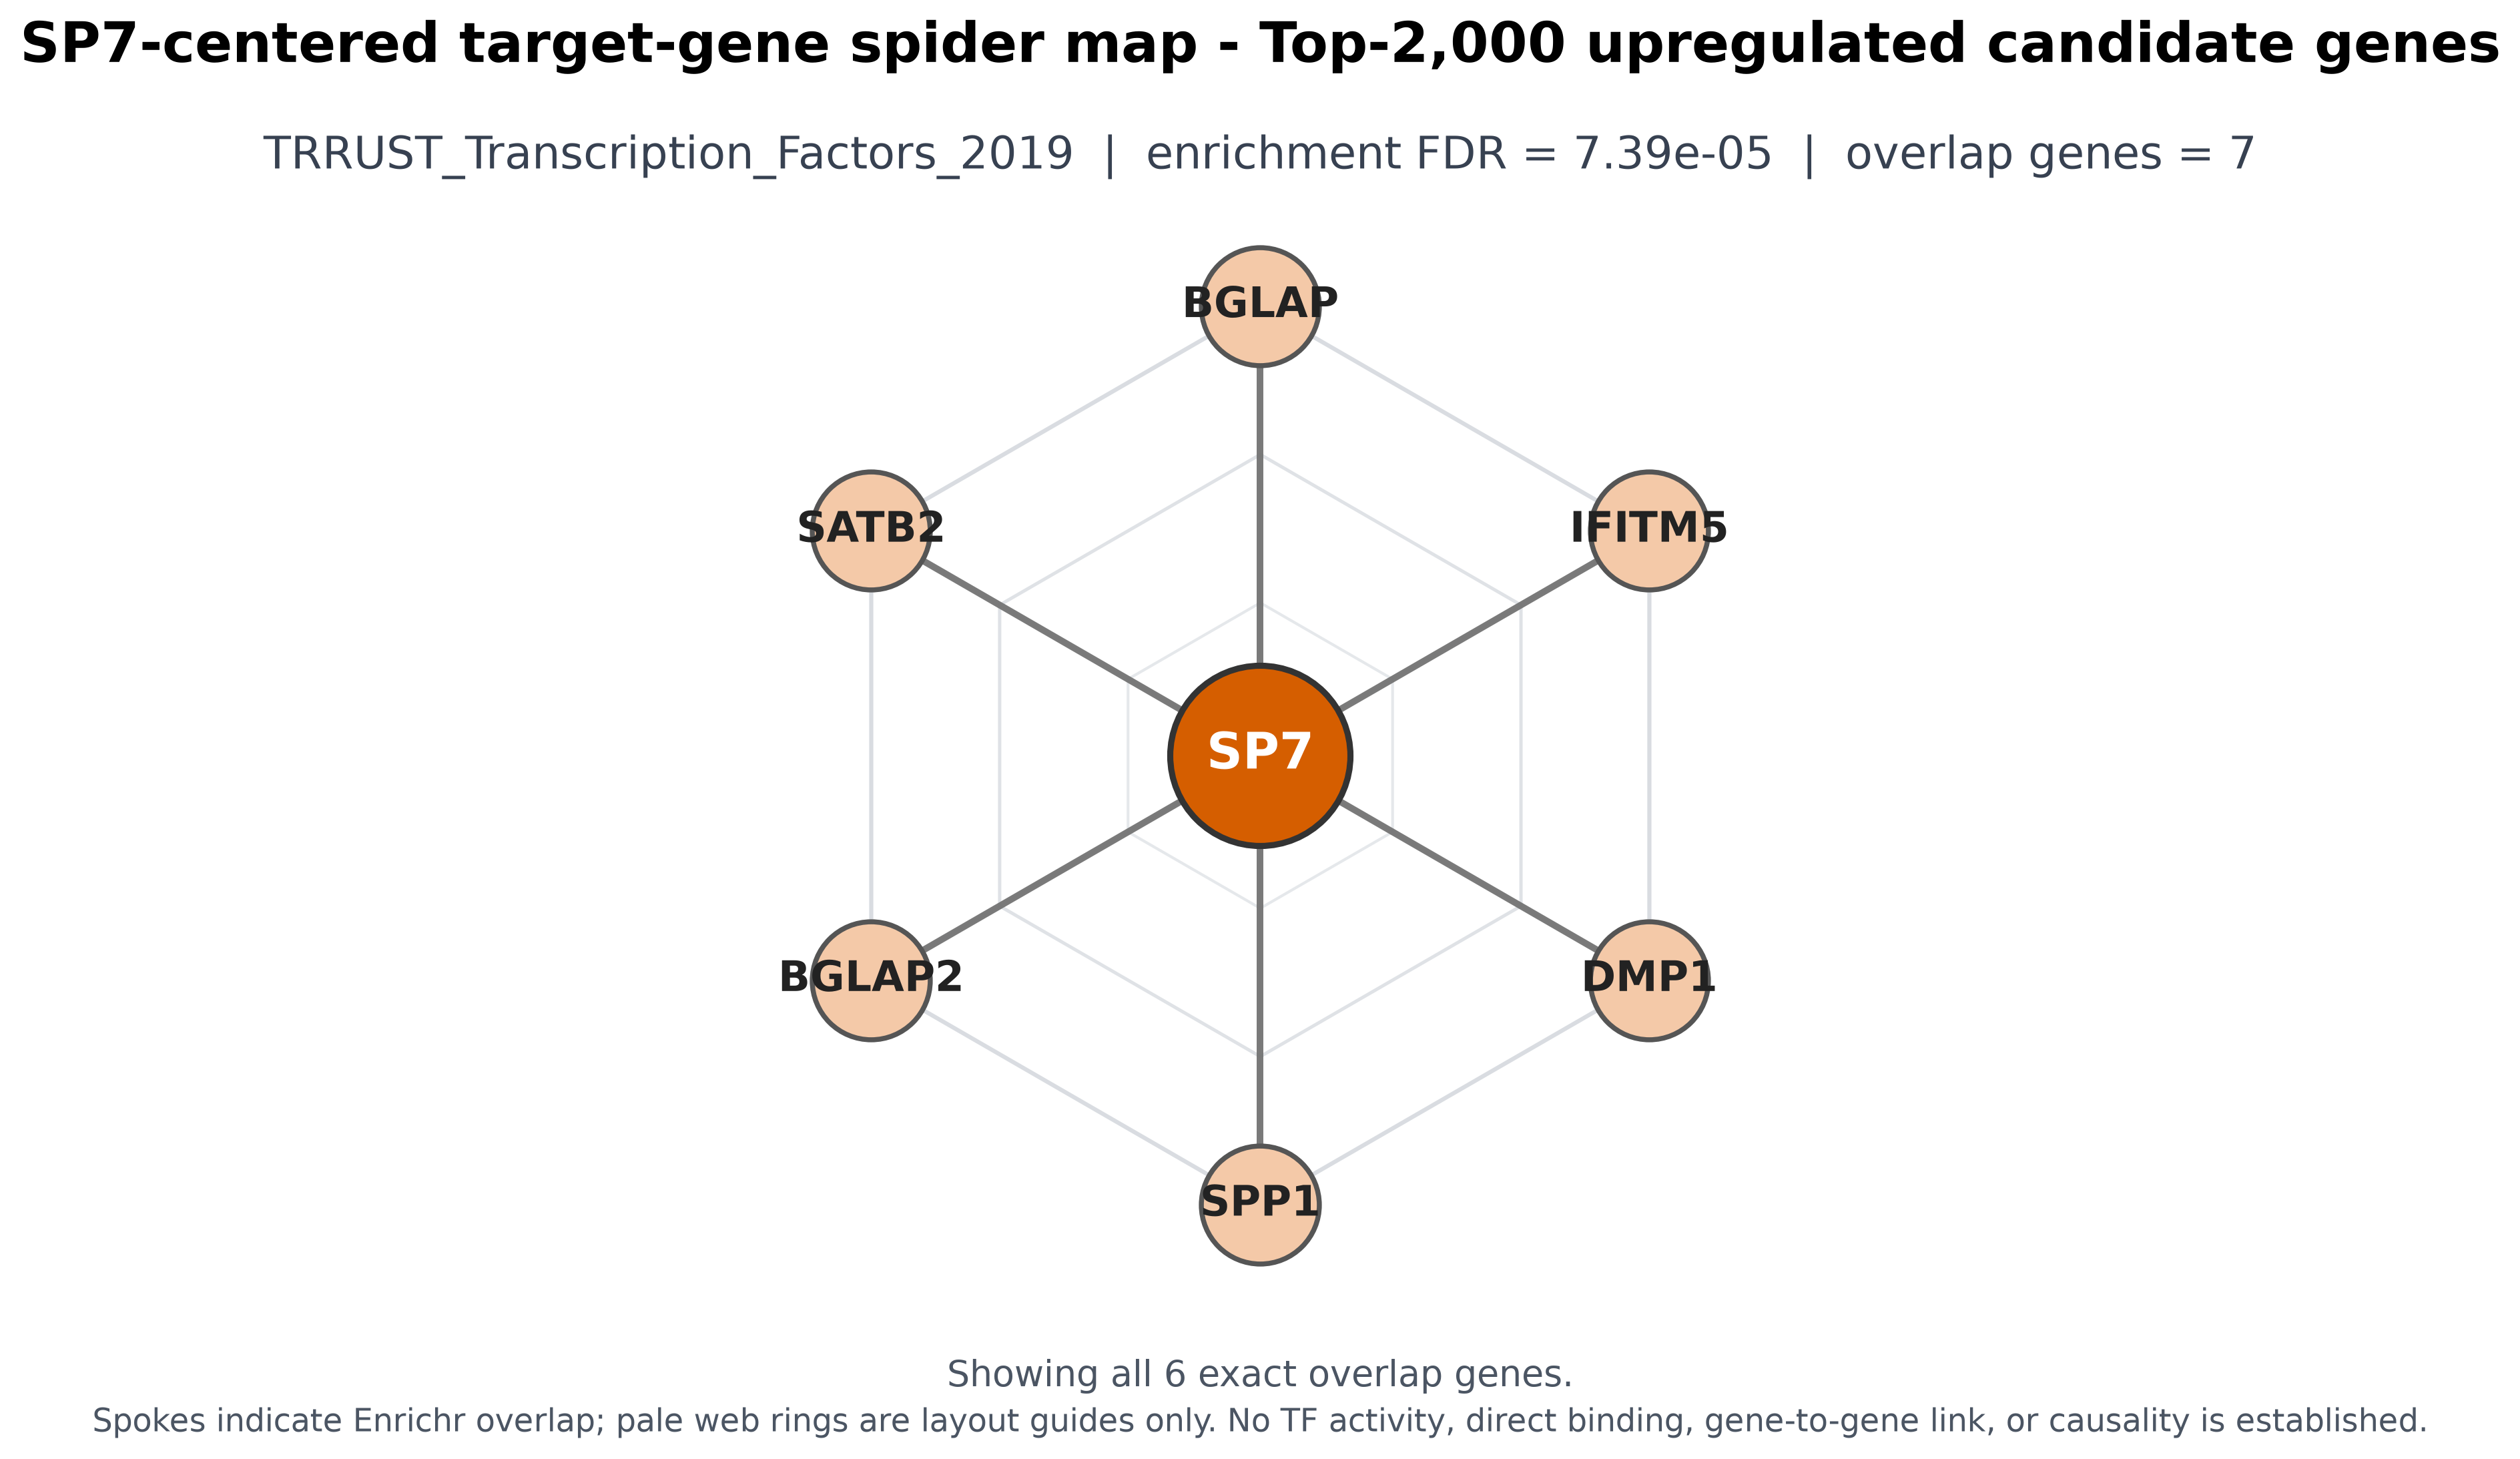 SP7-centered target-gene spider map - Top-2,000 upregulated candidate genes
TRRUST_Transcription_Factors_2019 | enrichment FDR = 7.39e-05 | overlap genes = 7
BGLAP
SATB2
IFITM5
SP7
BGLAP2
DMP1
SPP1
Showing all 6 exact overlap genes.
Spokes indicate Enrichr overlap; pale web rings are layout guides only. No TF activity, direct binding, gene-to-gene link, or causality is established.